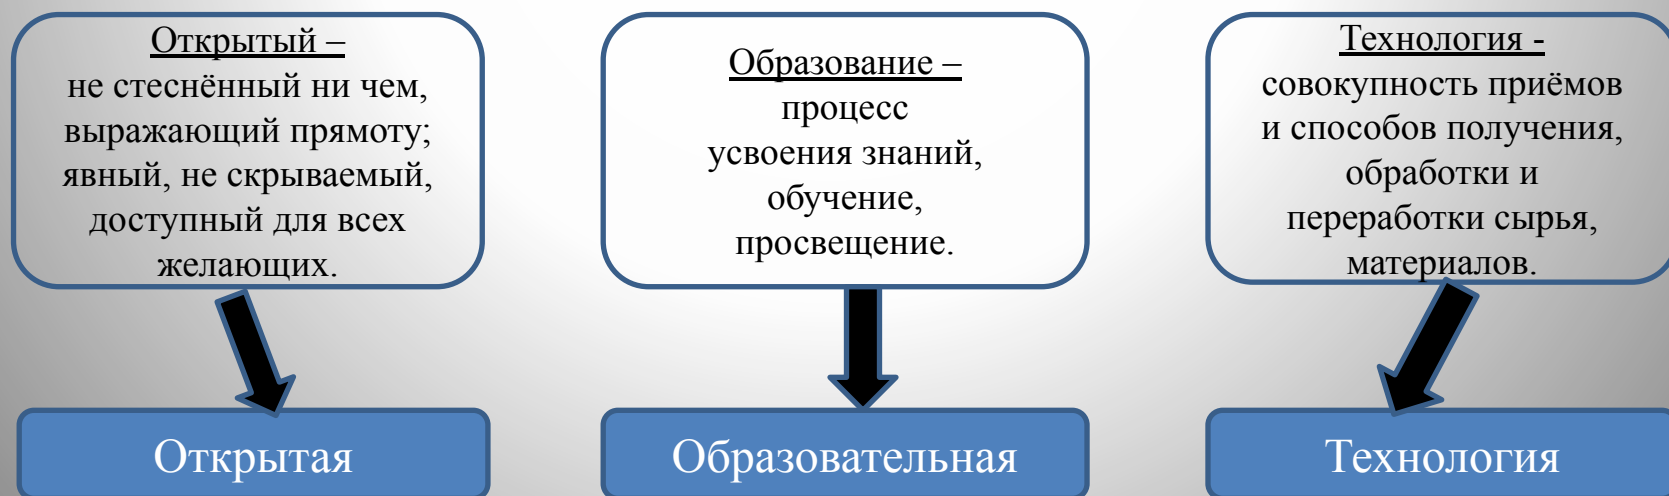 Открытый –
не стеснённый ни чем,
выражающий прямоту;
явный, не скрываемый,
доступный для всех
желающих.
Образование –
процесс
усвоения знаний,
обучение,
просвещение.
Технология -
совокупность приёмов
и способов получения,
обработки и
переработки сырья,
материалов.
Открытая
Образовательная
Технология